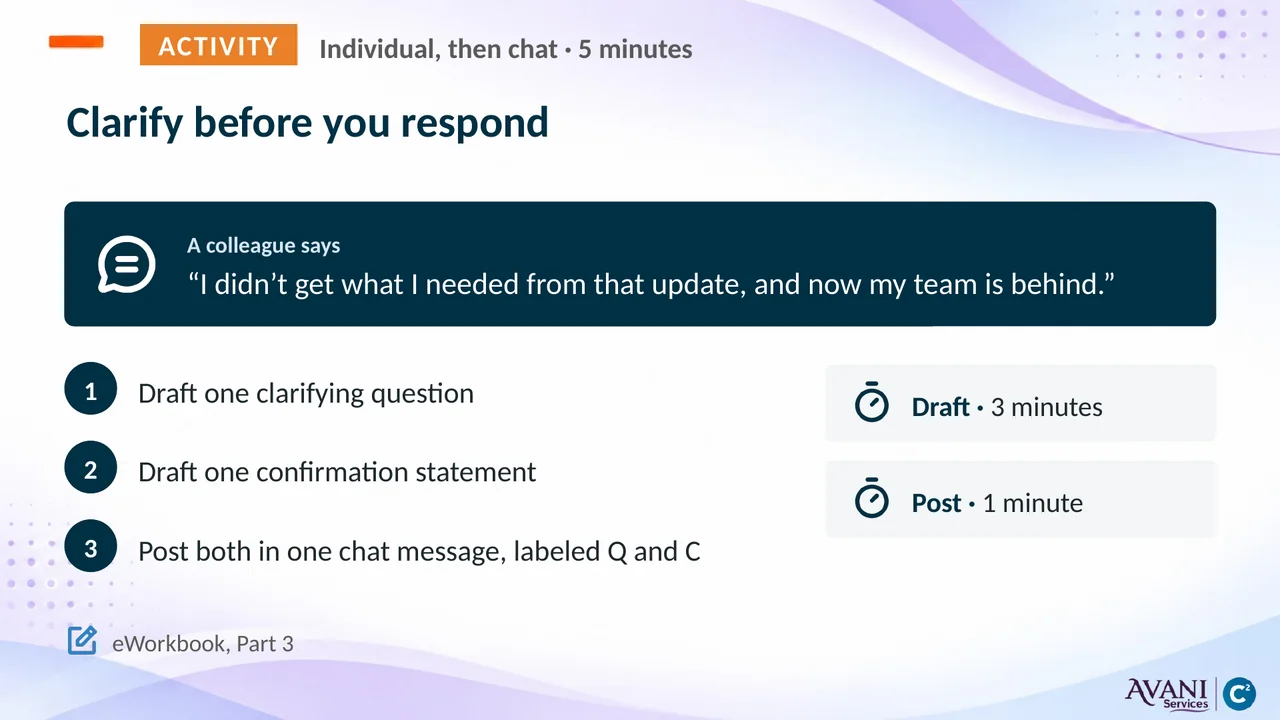 ACTIVITY
Individual, then chat · 5 minutes
Clarify before you respond
A colleague says
“I didn’t get what I needed from that update, and now my team is behind.”
1 Draft one clarifying question
2 Draft one confirmation statement
3 Post both in one chat message, labeled Q and C
Draft · 3 minutes
Post · 1 minute
eWorkbook, Part 3
AVANI
Services
C²